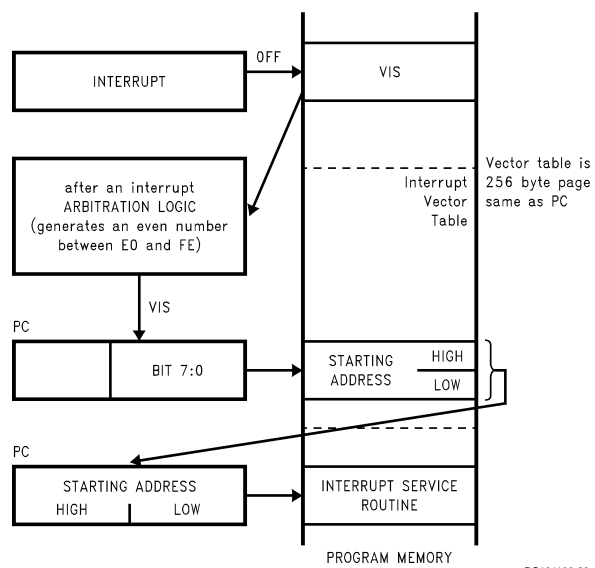 OFF
INTERRUPT
VIS
Vector table is
256 byte page
same as PC
Interrupt
Vector
Table
after an interrupt
ARBITRATION LOGIC
(generates an even number
between E0 and FE)
VIS
PC
BIT 7:0
STARTING
ADDRESS
HIGH
LOW
PC
STARTING ADDRESS
HIGH
LOW
INTERRUPT SERVICE
ROUTINE
PROGRAM MEMORY